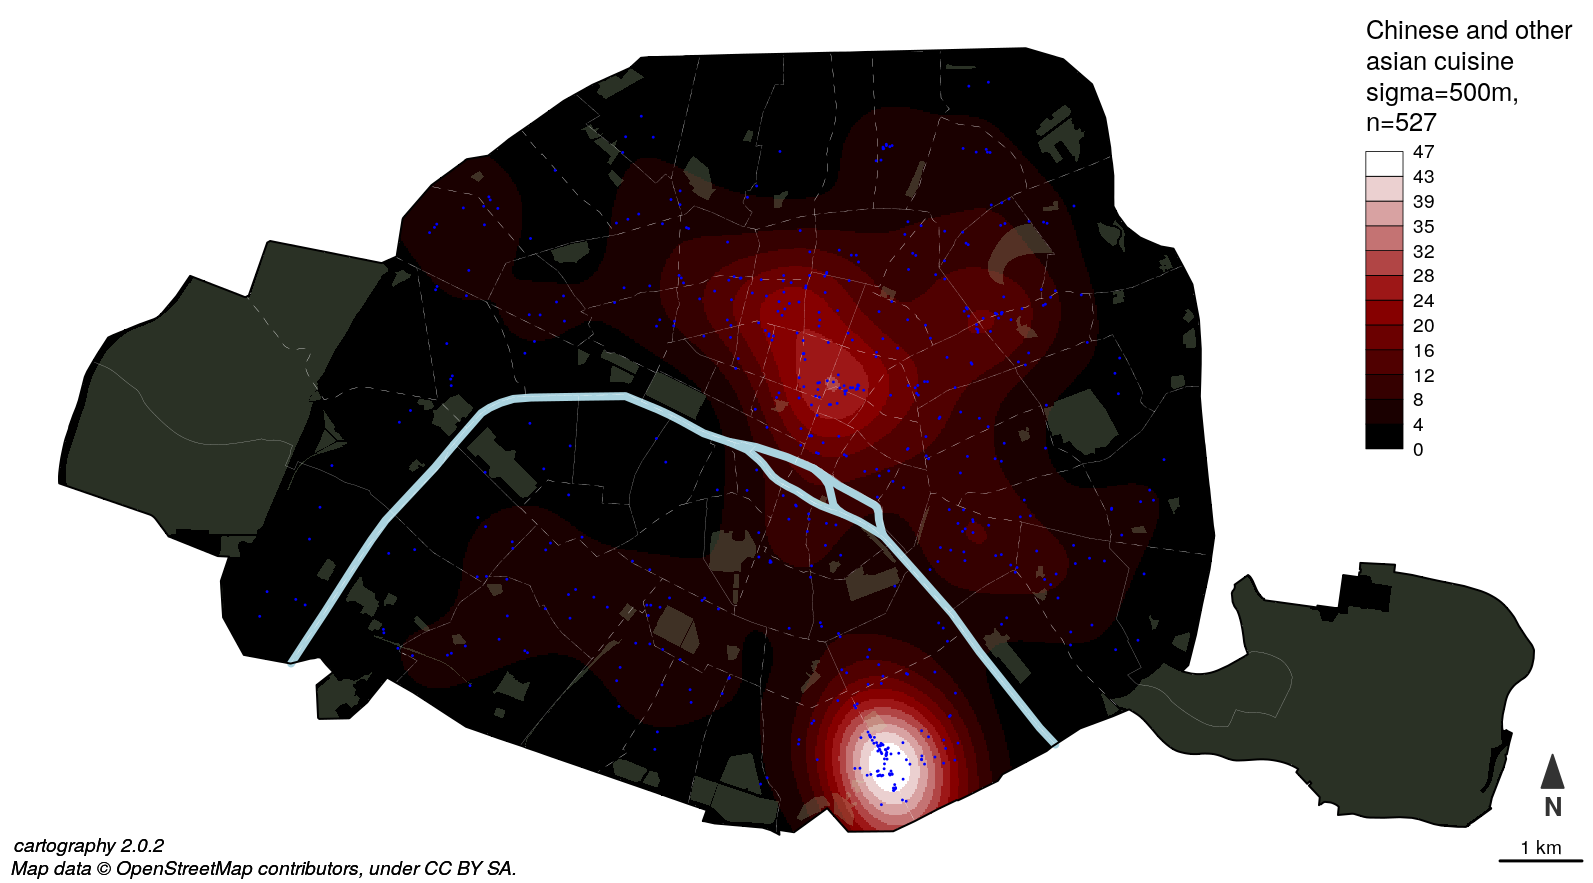 Chinese and other
asian cuisine
sigma=500m,
n=527
47
43
39
35
32
28
24
20
16
12
8
4
0
N
1 km
cartography 2.0.2
Map data © OpenStreetMap contributors, under CC BY SA.